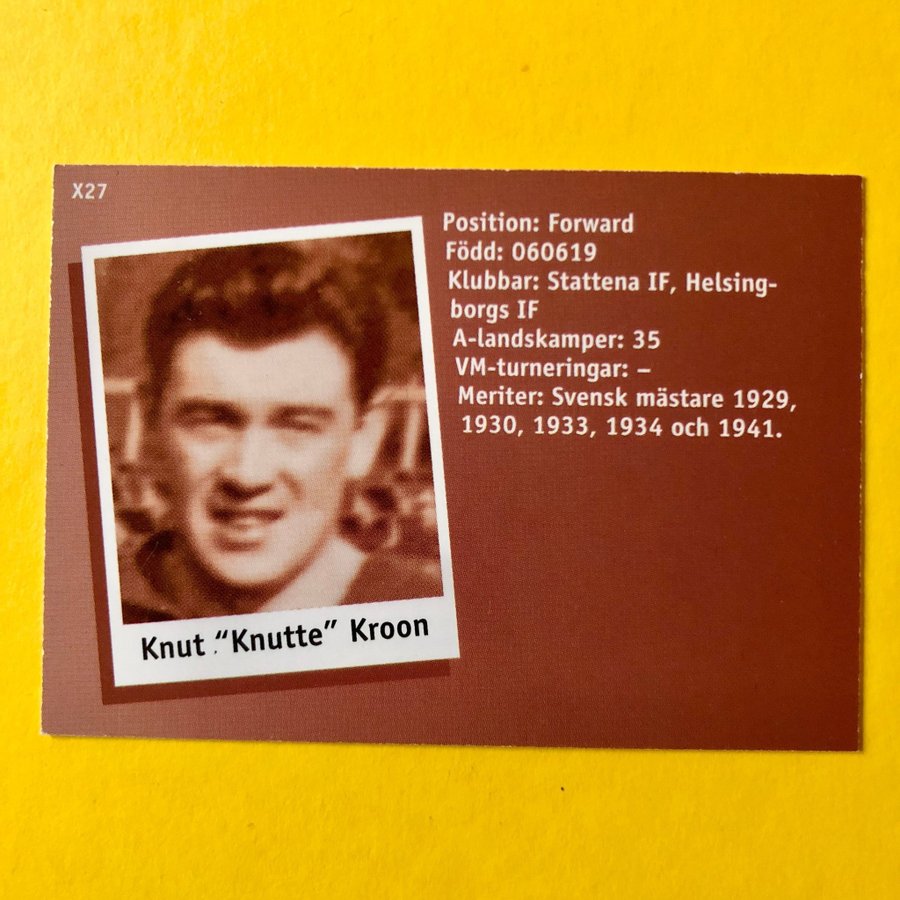 X27
Position: Forward
Född: 060619
Klubbar: Stattena IF, Helsing-
borgs IF
A-landskamper: 35
VM-turneringar: –
Meriter: Svensk mästare 1929,
1930, 1933, 1934 och 1941.
Knut “Knutte” Kroon